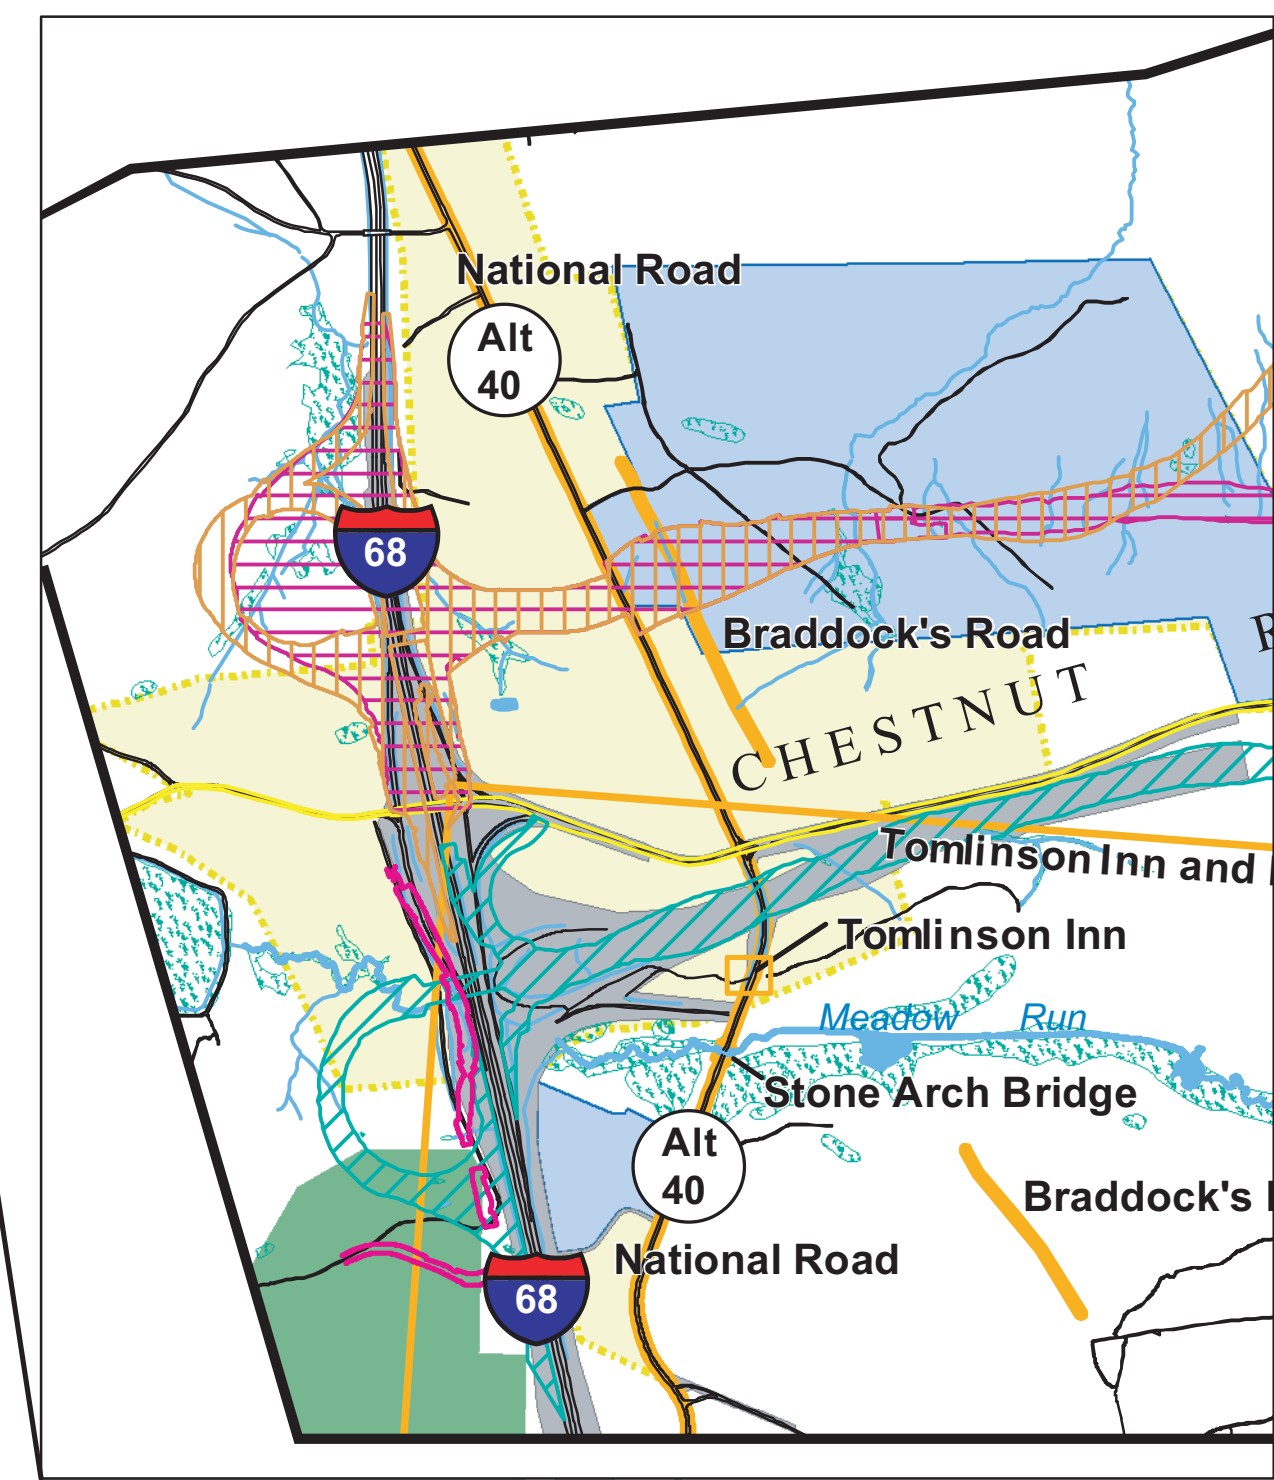 National Road
Alt
40
68
Braddock's Road
CHESTNUT
R
Tomlinson Inn and
Tomlinson Inn
Meadow Run
Stone Arch Bridge
Alt
40
Braddock's
National Road
68